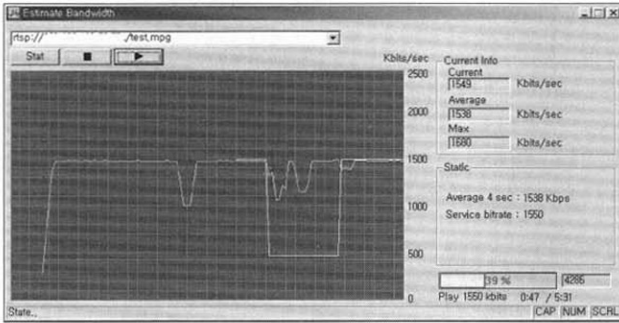 Estimate Bandwidth
rtsp:// ./test.mpg
Stat
Kbits/sec
2500
2000
1500
1000
500
0
Current Info
Current
1549 Kbits/sec
Average
1538 Kbits/sec
Max
1680 Kbits/sec
Static
Average 4 sec : 1538 Kbps
Service bitrate : 1550
39 % 4286
Play 1550 kbits 0:47 / 5:31
State.. CAP NUM SCRL